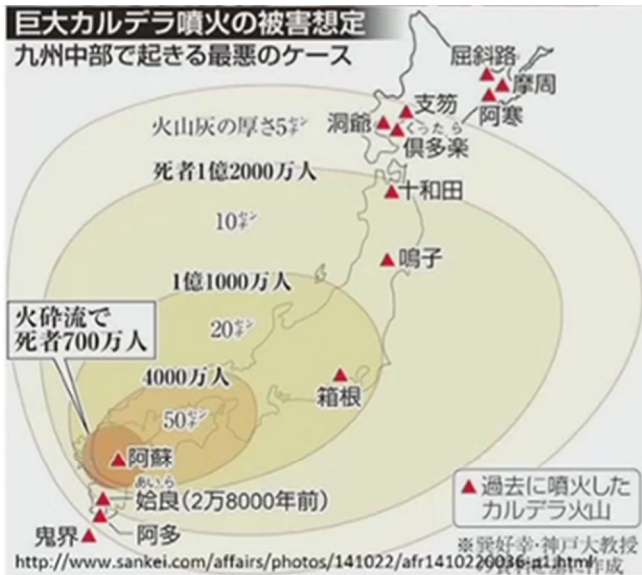 巨大カルデラ噴火の被害想定
九州中部で起きる最悪のケース
屈斜路
摩周
阿寒
支笏
洞爺
くったら
倶多楽
火山灰の厚さ5センチ
死者1億2000万人
十和田
10センチ
鳴子
1億1000万人
火砕流で
死者700万人
20センチ
4000万人
箱根
50センチ
阿蘇
あいら
姶良(2万8000年前)
阿多
鬼界
▲過去に噴火した
カルデラ火山
※巽好幸・神戸大教授
に作成
http://www.sankei.com/affairs/photos/141022/afr1410220036-p1.html